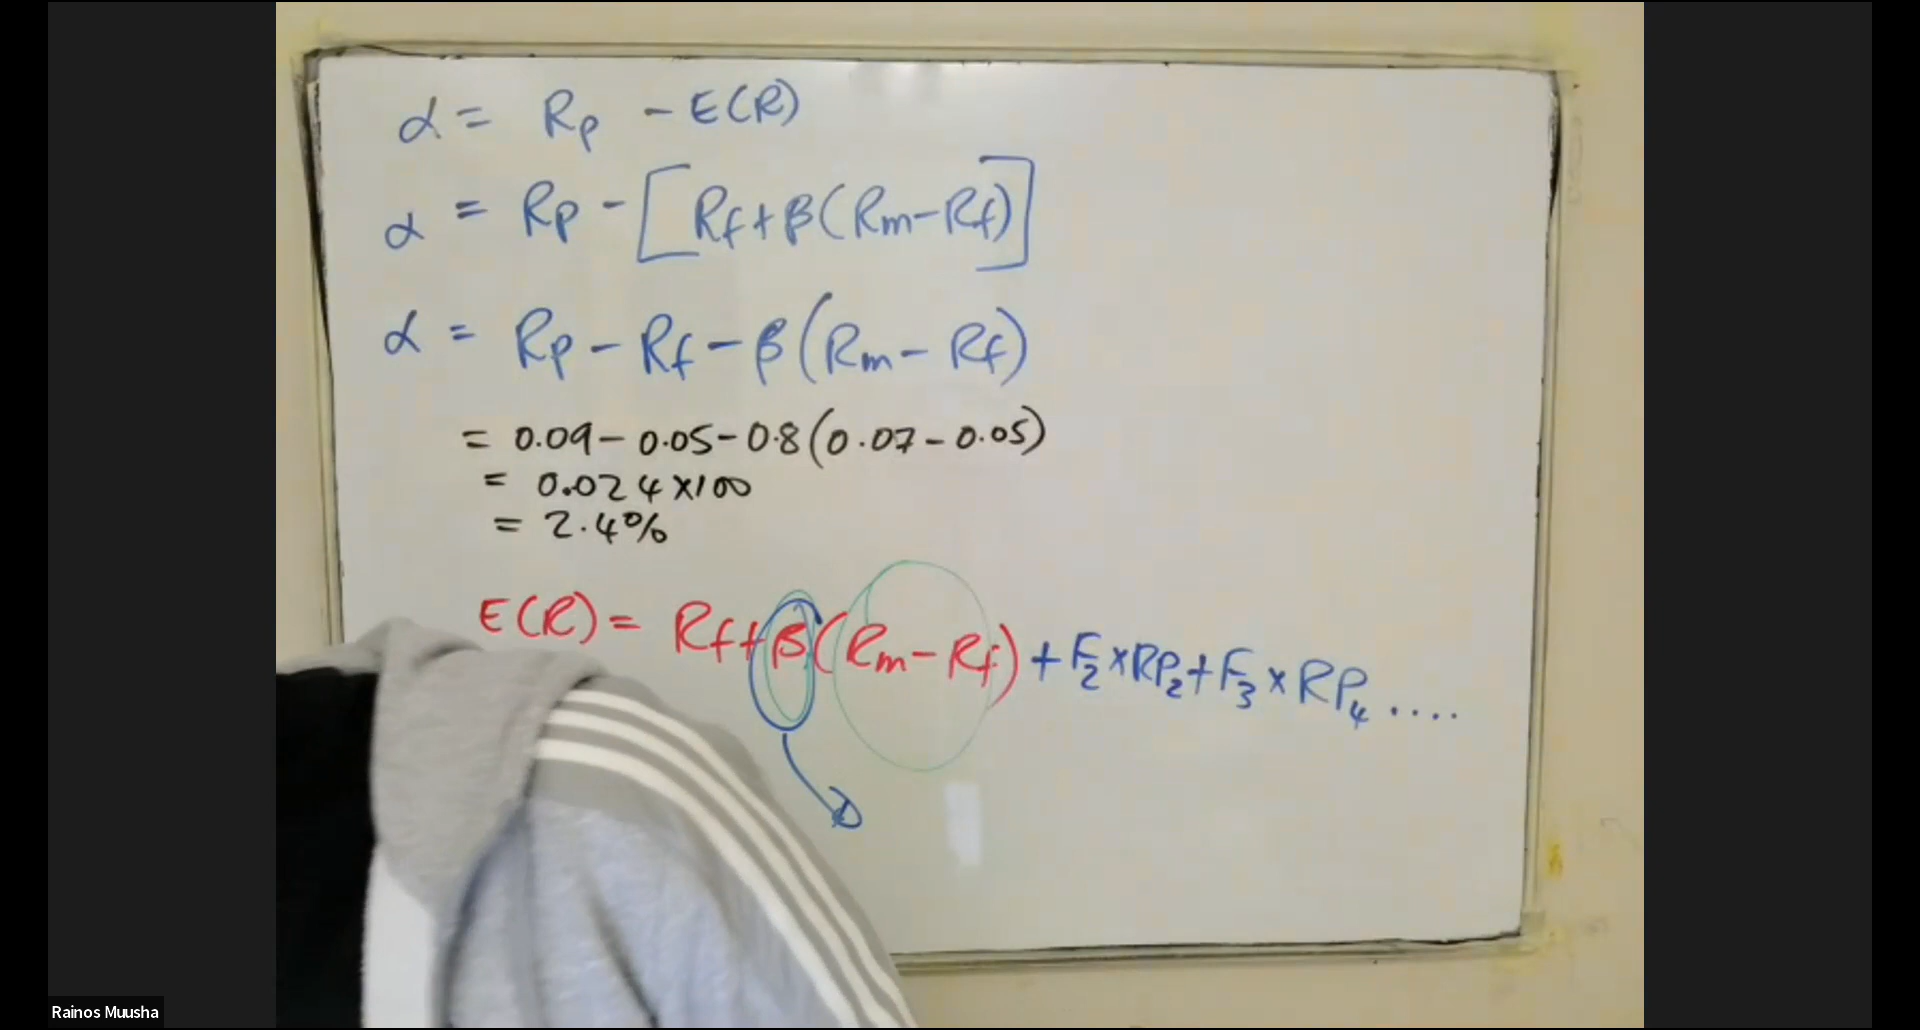 α = Rp - E(R)
α = Rp - [Rf + β(Rm - Rf)]
α = Rp - Rf - β(Rm - Rf)
= 0.09 - 0.05 - 0.8(0.07 - 0.05)
= 0.024 × 100
= 2.4%
E(R) = Rf + β(Rm - Rf) + F₂ × RP₂ + F₃ × RP₄ ....
Rainos Muusha